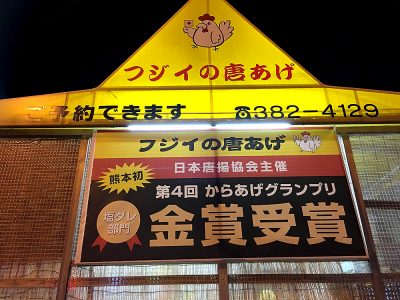 フジイの唐あげ
ご予約できます ☎382-4129
フジイの唐あげ
日本唐揚協会主催
熊本初
第4回 からあげグランプリ
塩ダレ
部門
金賞受賞